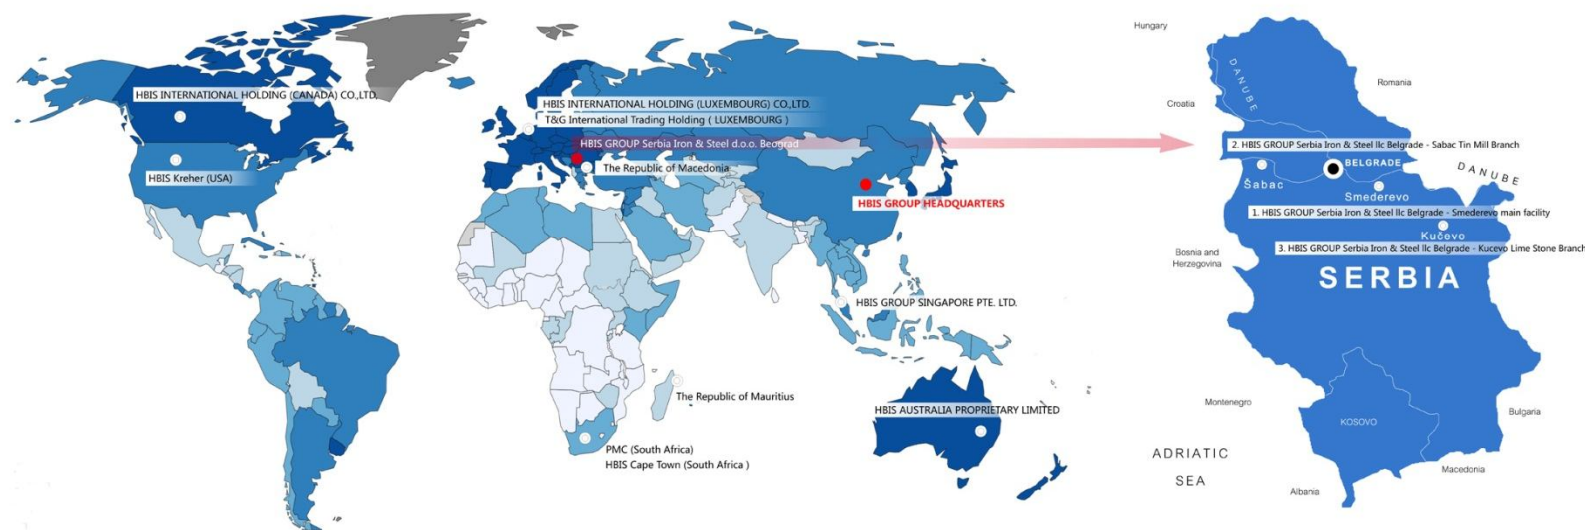 HBIS INTERNATIONAL HOLDING (CANADA) CO.,LTD.
HBIS Kreher (USA)
HBIS INTERNATIONAL HOLDING (LUXEMBOURG) CO.,LTD.
T&G International Trading Holding ( LUXEMBOURG )
HBIS GROUP Serbia Iron & Steel d.o.o. Beograd
The Republic of Macedonia
HBIS GROUP HEADQUARTERS
HBIS GROUP SINGAPORE PTE. LTD.
The Republic of Mauritius
HBIS AUSTRALIA PROPRIETARY LIMITED
PMC (South Africa)
HBIS Cape Town (South Africa )
Hungary
DANUBE
Romania
Croatia
2. HBIS GROUP Serbia Iron & Steel llc Belgrade - Sabac Tin Mill Branch
BELGRADE
DANUBE
Šabac
Smederevo
1. HBIS GROUP Serbia Iron & Steel llc Belgrade - Smederevo main facility
Kučevo
3. HBIS GROUP Serbia Iron & Steel llc Belgrade - Kucevo Lime Stone Branch
Bosnia and
Herzegovina
SERBIA
Montenegro
Bulgaria
KOSOVO
ADRIATIC
SEA
Macedonia
Albania